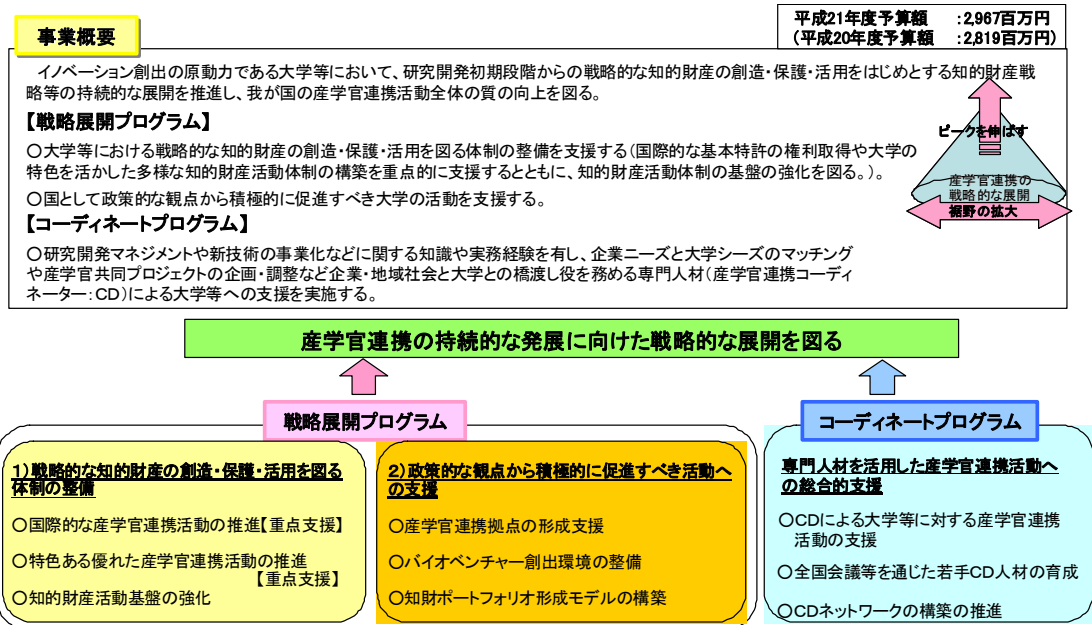 平成21年度予算額　：2,967百万円
（平成20年度予算額　：2,819百万円）
事業概要
イノベーション創出の原動力である大学等において、研究開発初期段階からの戦略的な知的財産の創造・保護・活用をはじめとする知的財産戦
略等の持続的な展開を推進し、我が国の産学官連携活動全体の質の向上を図る。
【戦略展開プログラム】
○大学等における戦略的な知的財産の創造・保護・活用を図る体制の整備を支援する（国際的な基本特許の権利取得や大学の
特色を活かした多様な知的財産活動体制の構築を重点的に支援するとともに、知的財産活動体制の基盤の強化を図る。）。
○国として政策的な観点から積極的に促進すべき大学の活動を支援する。
【コーディネートプログラム】
○研究開発マネジメントや新技術の事業化などに関する知識や実務経験を有し、企業ニーズと大学シーズのマッチング
や産学官共同プロジェクトの企画・調整など企業・地域社会と大学との橋渡し役を務める専門人材（産学官連携コーディ
ネーター：CD）による大学等への支援を実施する。
ピークを伸ばす
産学官連携の
戦略的な展開
裾野の拡大
産学官連携の持続的な発展に向けた戦略的な展開を図る
戦略展開プログラム
1）戦略的な知的財産の創造・保護・活用を図る
体制の整備
○国際的な産学官連携活動の推進【重点支援】
○特色ある優れた産学官連携活動の推進
【重点支援】
○知的財産活動基盤の強化
2）政策的な観点から積極的に促進すべき活動へ
の支援
○産学官連携拠点の形成支援
○バイオベンチャー創出環境の整備
○知財ポートフォリオ形成モデルの構築
コーディネートプログラム
専門人材を活用した産学官連携活動へ
の総合的支援
○CDによる大学等に対する産学官連携
活動の支援
○全国会議等を通じた若手CD人材の育成
○CDネットワークの構築の推進